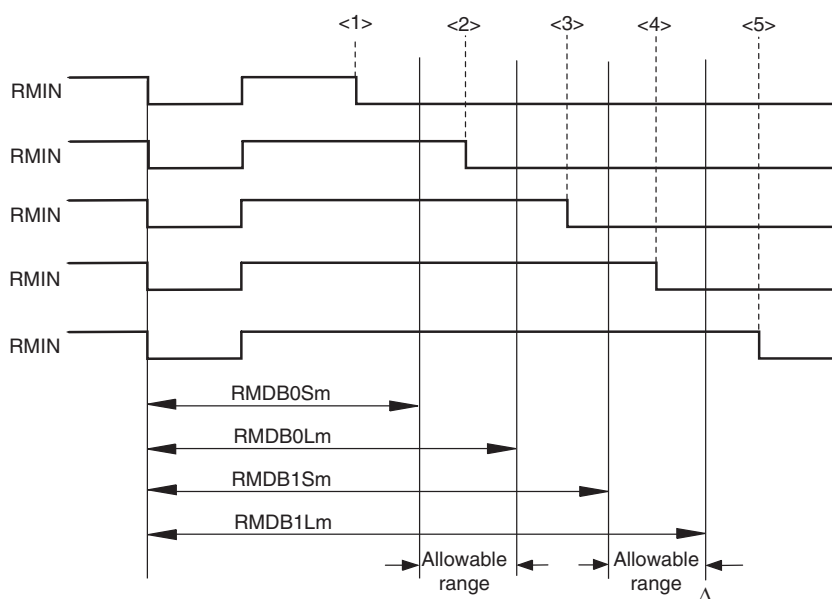 <1> <2> <3> <4> <5>
RMIN
RMIN
RMIN
RMIN
RMIN
RMDB0Sm
RMDB0Lm
RMDB1Sm
RMDB1Lm
Allowable range
Allowable range
Δ